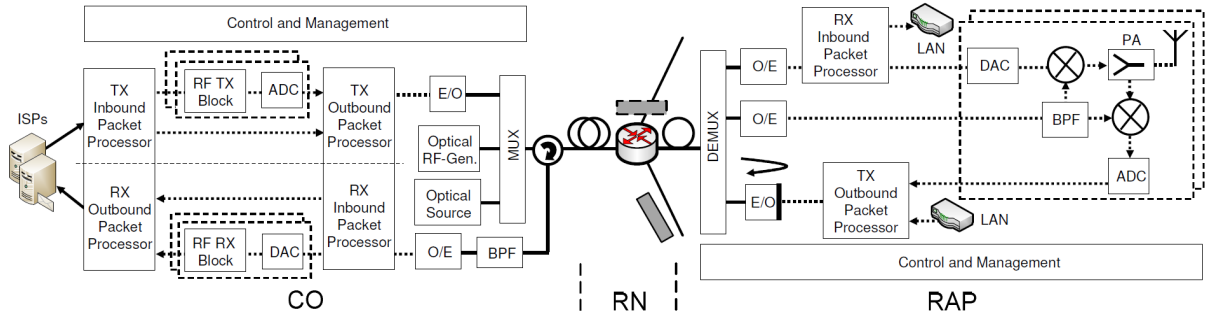 Control and Management
ISPs
TX
Inbound
Packet
Processor
RF TX
Block
ADC
TX
Outbound
Packet
Processor
E/O
Optical
RF-Gen.
Optical
Source
MUX
RX
Outbound
Packet
Processor
RF RX
Block
DAC
RX
Inbound
Packet
Processor
O/E
BPF
CO
RN
DEMUX
O/E
RX
Inbound
Packet
Processor
LAN
DAC
PA
O/E
BPF
ADC
E/O
TX
Outbound
Packet
Processor
LAN
Control and Management
RAP